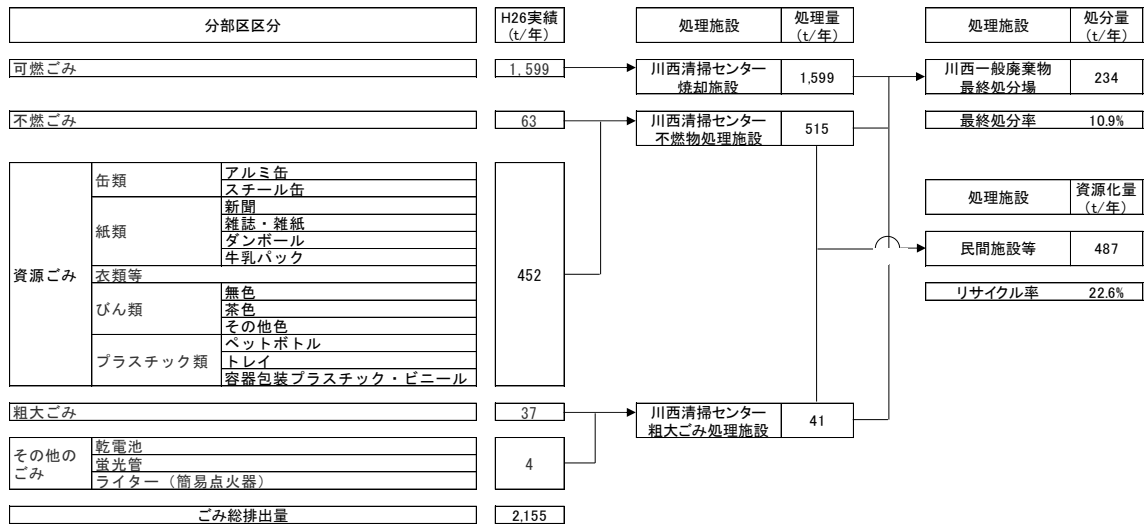 分部区区分
H26実績
(t/年)
処理施設
処理量
(t/年)
処理施設
処分量
(t/年)
可燃ごみ
1,599
川西清掃センター
焼却施設
1,599
川西一般廃棄物
最終処分場
234
不燃ごみ
63
川西清掃センター
不燃物処理施設
515
最終処分率
10.9%
資源ごみ
缶類
アルミ缶
スチール缶
紙類
新聞
雑誌・雑紙
ダンボール
牛乳パック
衣類等
びん類
無色
茶色
その他色
プラスチック類
ペットボトル
トレイ
容器包装プラスチック・ビニール
452
処理施設
資源化量
(t/年)
民間施設等
487
リサイクル率
22.6%
粗大ごみ
37
川西清掃センター
粗大ごみ処理施設
41
その他の
ごみ
乾電池
蛍光管
ライター（簡易点火器）
4
ごみ総排出量
2,155